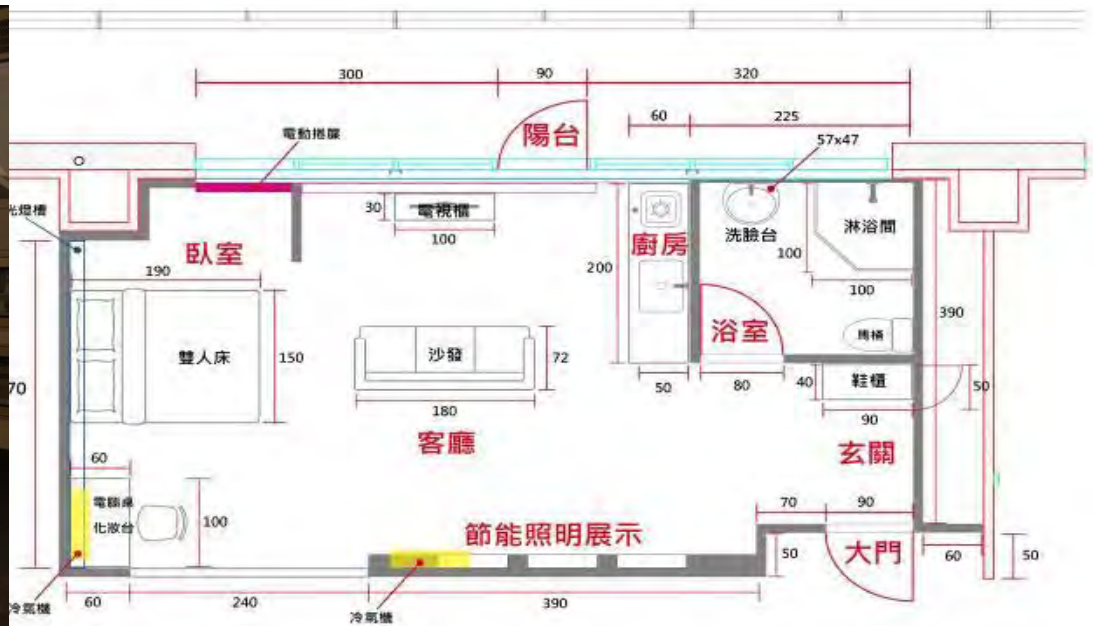 300
90
320
60
225
陽台
57x47
電動捲簾
光燈槽
30
電視櫃
100
臥室
廚房
洗臉台
淋浴間
100
100
190
200
390
雙人床
150
沙發
72
浴室
馬桶
70
180
50
80
40
鞋櫃
50
90
客廳
玄關
60
電腦桌
化妝台
100
70
90
節能照明展示
大門
50
60
50
60
240
390
冷氣機
冷氣機